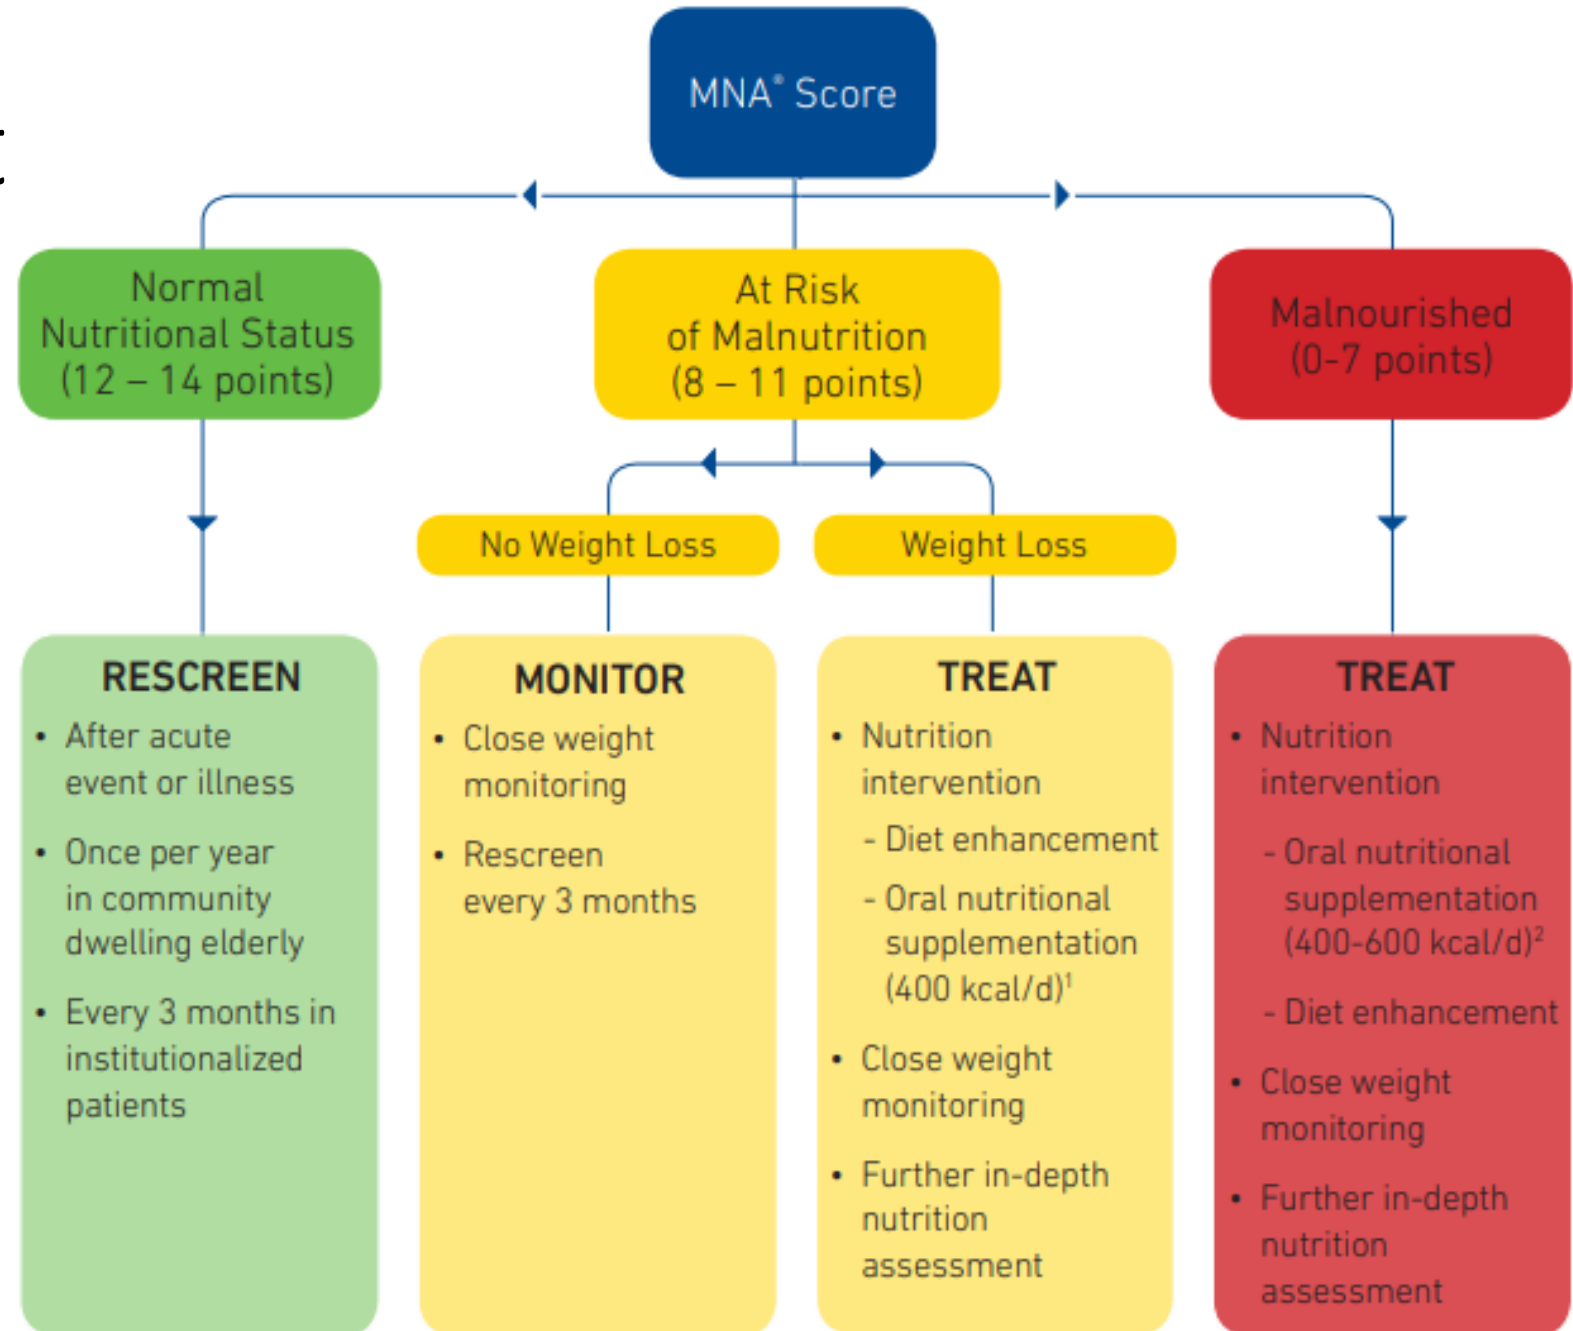 MNA® Score
Normal
Nutritional Status
(12 – 14 points)
At Risk
of Malnutrition
(8 – 11 points)
Malnourished
(0-7 points)
No Weight Loss
Weight Loss
RESCREEN
• After acute
event or illness
• Once per year
in community
dwelling elderly
• Every 3 months in
institutionalized
patients
MONITOR
• Close weight
monitoring
• Rescreen
every 3 months
TREAT
• Nutrition
intervention
- Diet enhancement
- Oral nutritional
supplementation
(400 kcal/d)¹
• Close weight
monitoring
• Further in-depth
nutrition
assessment
TREAT
• Nutrition
intervention
- Oral nutritional
supplementation
(400-600 kcal/d)²
- Diet enhancement
• Close weight
monitoring
• Further in-depth
nutrition
assessment